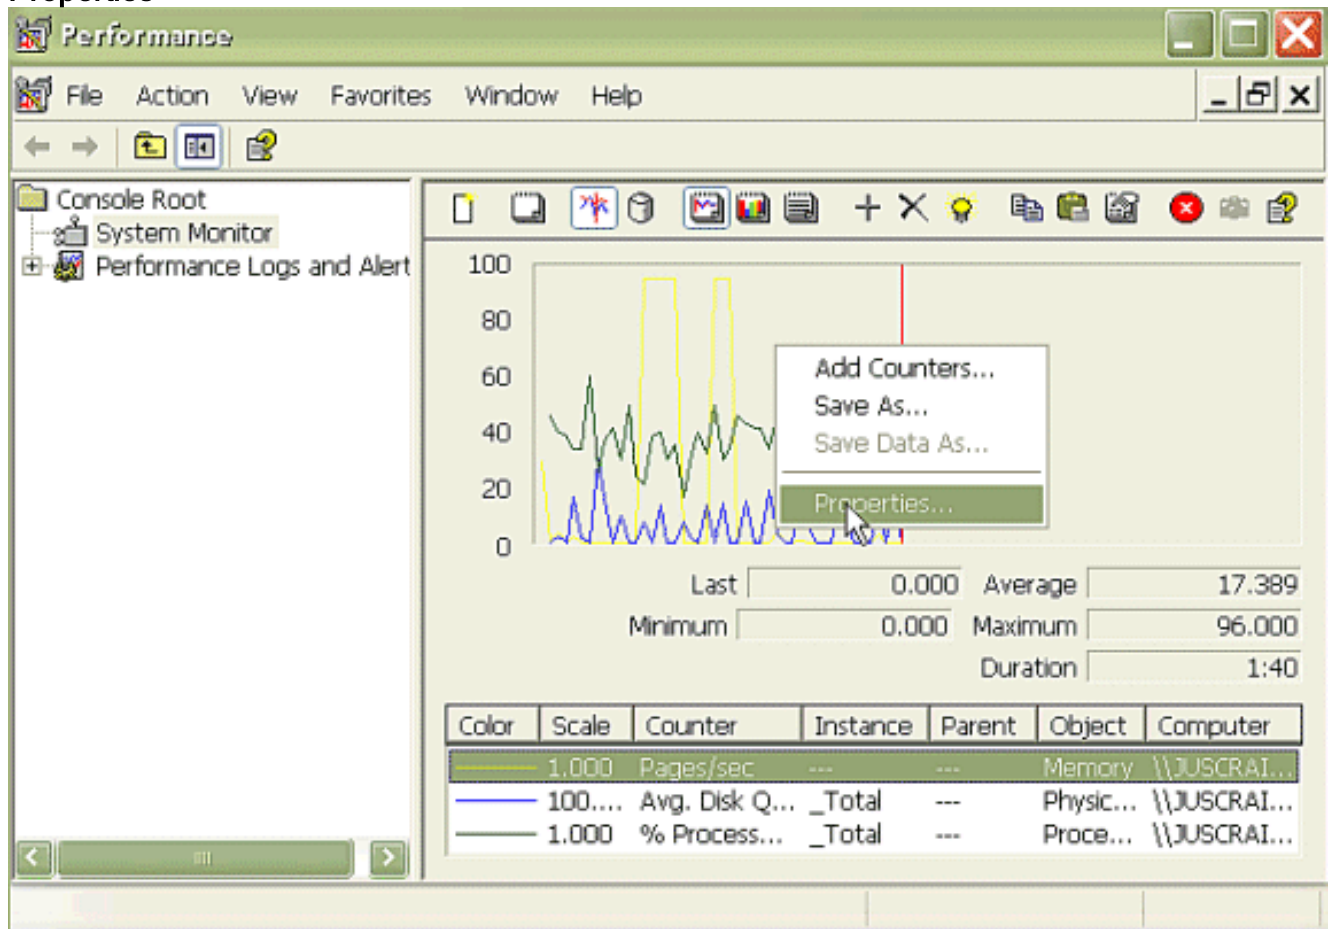 Properties
Performance
File Action View Favorites Window Help
Console Root
System Monitor
Performance Logs and Alert
100
80
60
40
20
0
Add Counters...
Save As...
Save Data As...
Properties...
Last 0.000 Average 17.389
Minimum 0.000 Maximum 96.000
Duration 1:40
Color Scale Counter Instance Parent Object Computer
1.000 Pages/sec --- --- Memory \\JUSCRAI...
100.... Avg. Disk Q... _Total --- Physic... \\JUSCRAI...
1.000 % Process... _Total --- Proce... \\JUSCRAI...